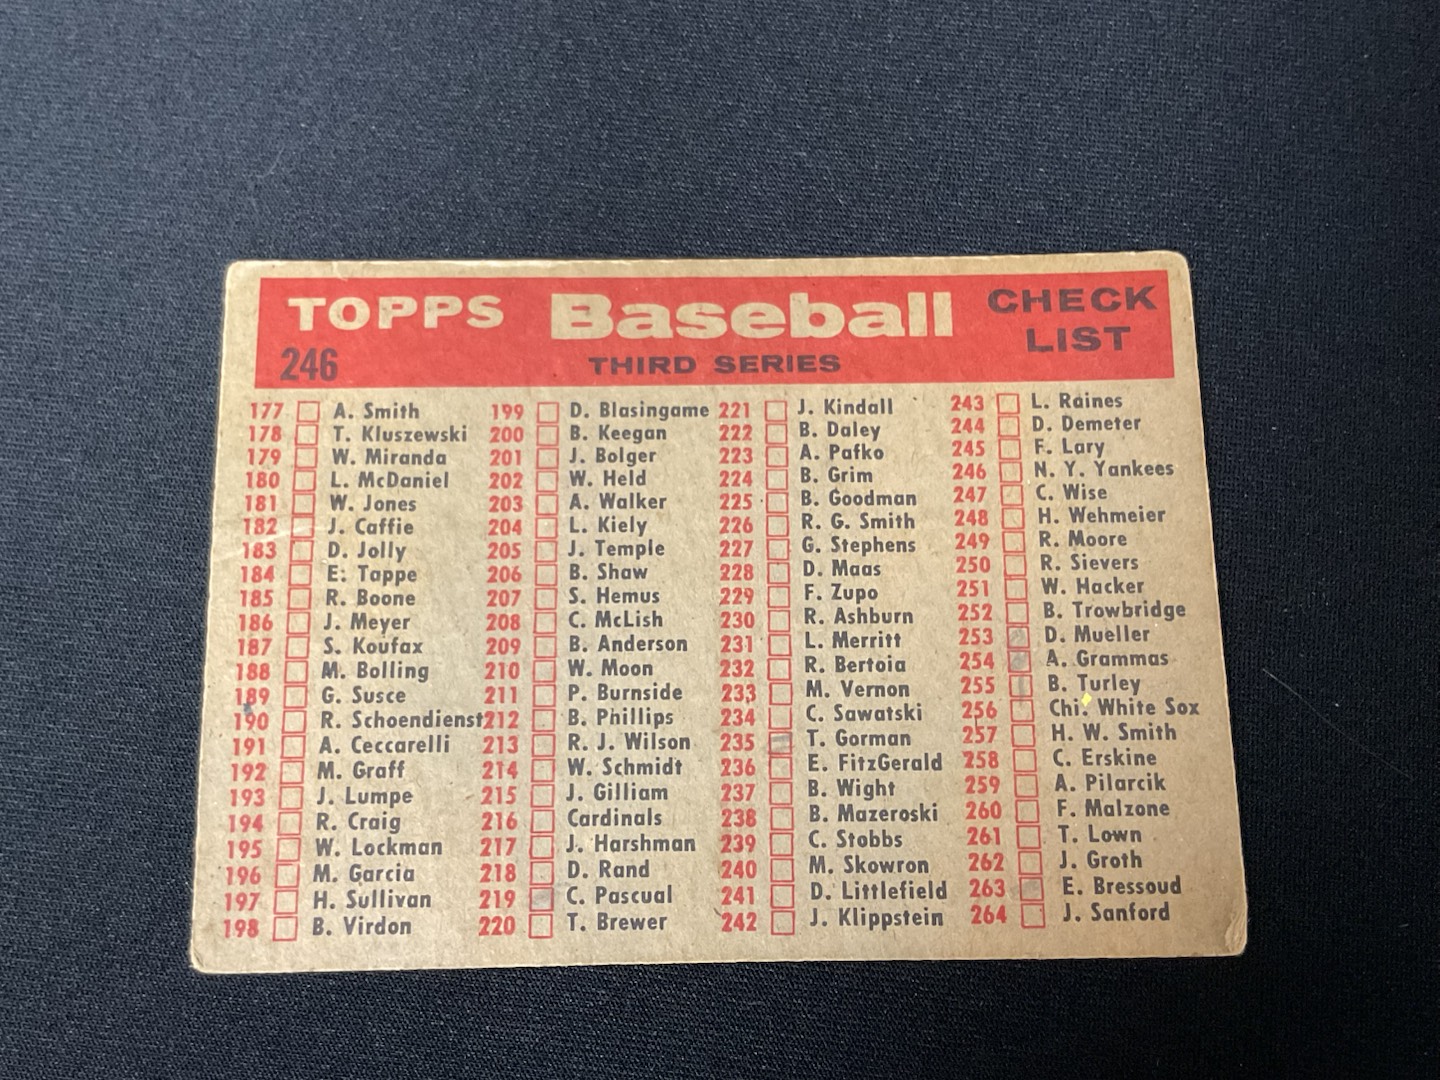 TOPPS Baseball CHECK LIST
246 THIRD SERIES
177 A. Smith
178 T. Kluszewski
179 W. Miranda
180 L. McDaniel
181 W. Jones
182 J. Caffie
183 D. Jolly
184 E. Tappe
185 R. Boone
186 J. Meyer
187 S. Koufax
188 M. Bolling
189 G. Susce
190 R. Schoendienst
191 A. Ceccarelli
192 M. Graff
193 J. Lumpe
194 R. Craig
195 W. Lockman
196 M. Garcia
197 H. Sullivan
198 B. Virdon
199 D. Blasingame
200 B. Keegan
201 J. Bolger
202 W. Held
203 A. Walker
204 L. Kiely
205 J. Temple
206 B. Shaw
207 S. Hemus
208 C. McLish
209 B. Anderson
210 W. Moon
211 P. Burnside
212 B. Phillips
213 R. J. Wilson
214 W. Schmidt
215 J. Gilliam
216 Cardinals
217 J. Harshman
218 D. Rand
219 C. Pascual
220 T. Brewer
221 J. Kindall
222 B. Daley
223 A. Pafko
224 B. Grim
225 B. Goodman
226 R. G. Smith
227 G. Stephens
228 D. Maas
229 F. Zupo
230 R. Ashburn
231 L. Merritt
232 R. Bertoia
233 M. Vernon
234 C. Sawatski
235 T. Gorman
236 E. FitzGerald
237 B. Wight
238 B. Mazeroski
239 C. Stobbs
240 M. Skowron
241 D. Littlefield
242 J. Klippstein
243 L. Raines
244 D. Demeter
245 F. Lary
246 N. Y. Yankees
247 C. Wise
248 H. Wehmeier
249 R. Moore
250 R. Sievers
251 W. Hacker
252 B. Trowbridge
253 D. Mueller
254 A. Grammas
255 B. Turley
256 Chi. White Sox
257 H. W. Smith
258 C. Erskine
259 A. Pilarcik
260 F. Malzone
261 T. Lown
262 J. Groth
263 E. Bressoud
264 J. Sanford